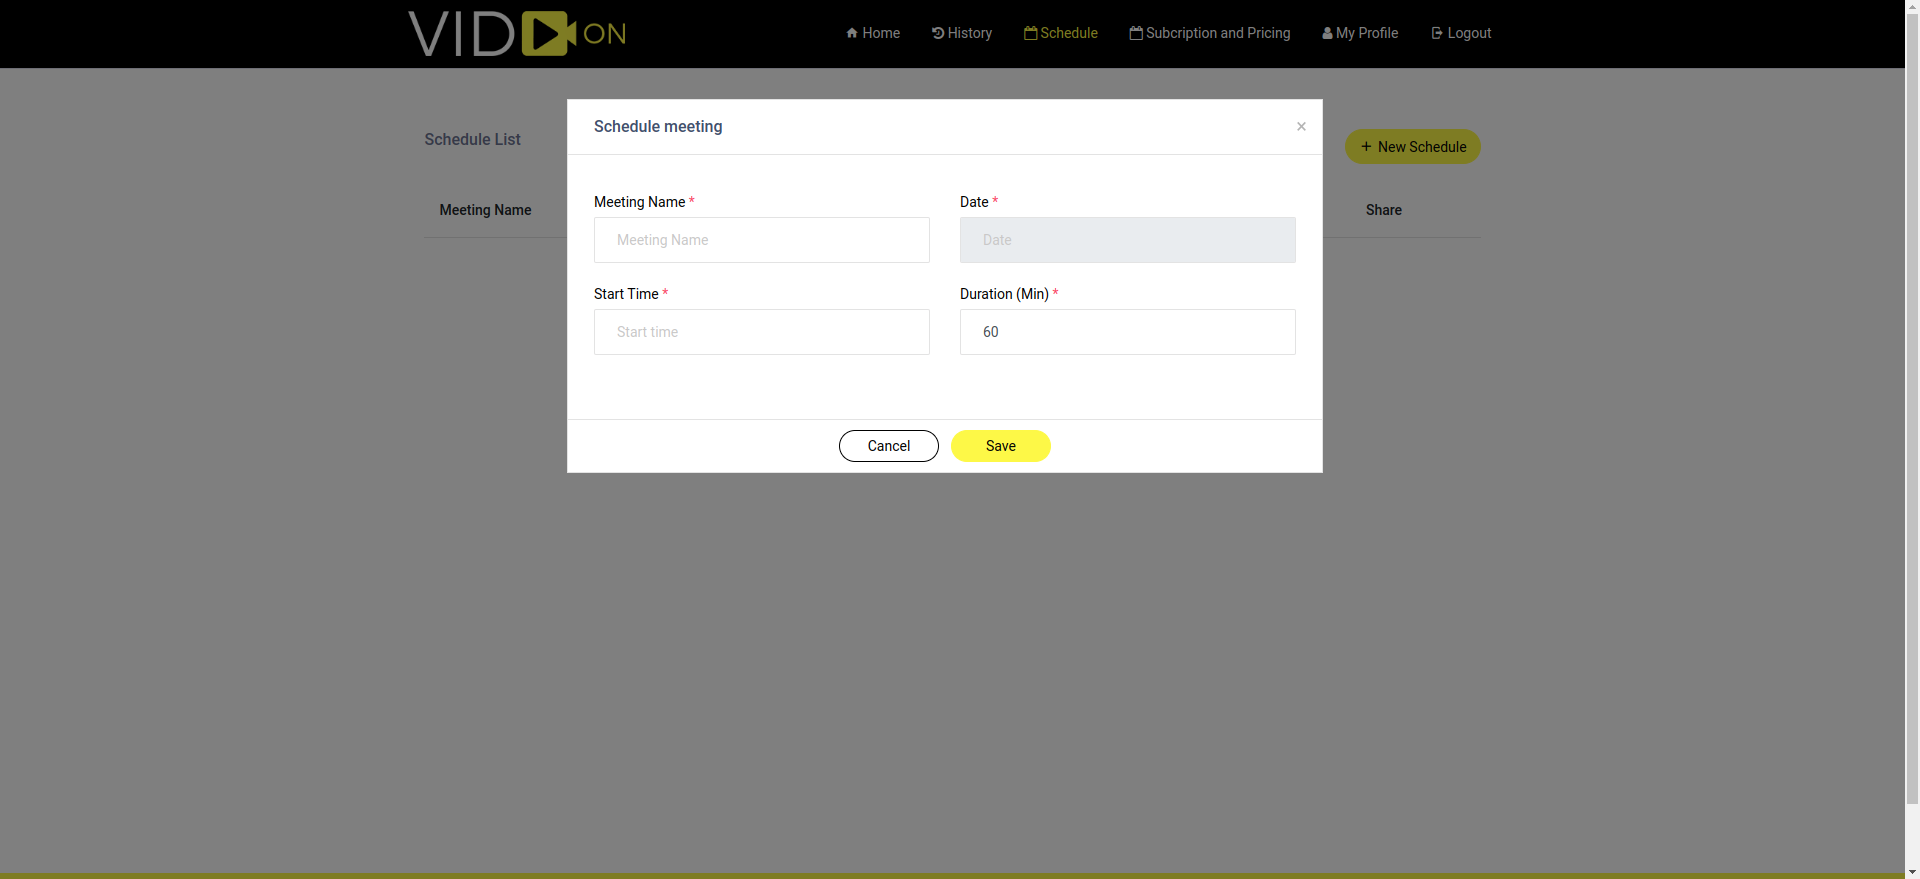 VID ON
Home History Schedule Subcription and Pricing My Profile Logout
Schedule List
+ New Schedule
Meeting Name Share
Schedule meeting ×
Meeting Name * Date *
Meeting Name Date
Start Time * Duration (Min) *
Start time 60
Cancel Save